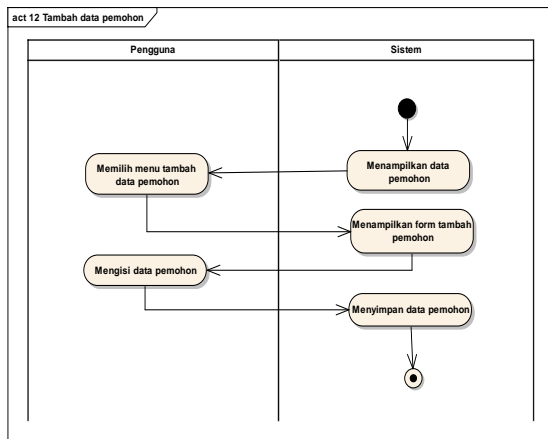 act 12 Tambah data pemohon
Pengguna
Sistem
Menampilkan data
pemohon
Memilih menu tambah
data pemohon
Menampilkan form tambah
pemohon
Mengisi data pemohon
Menyimpan data pemohon